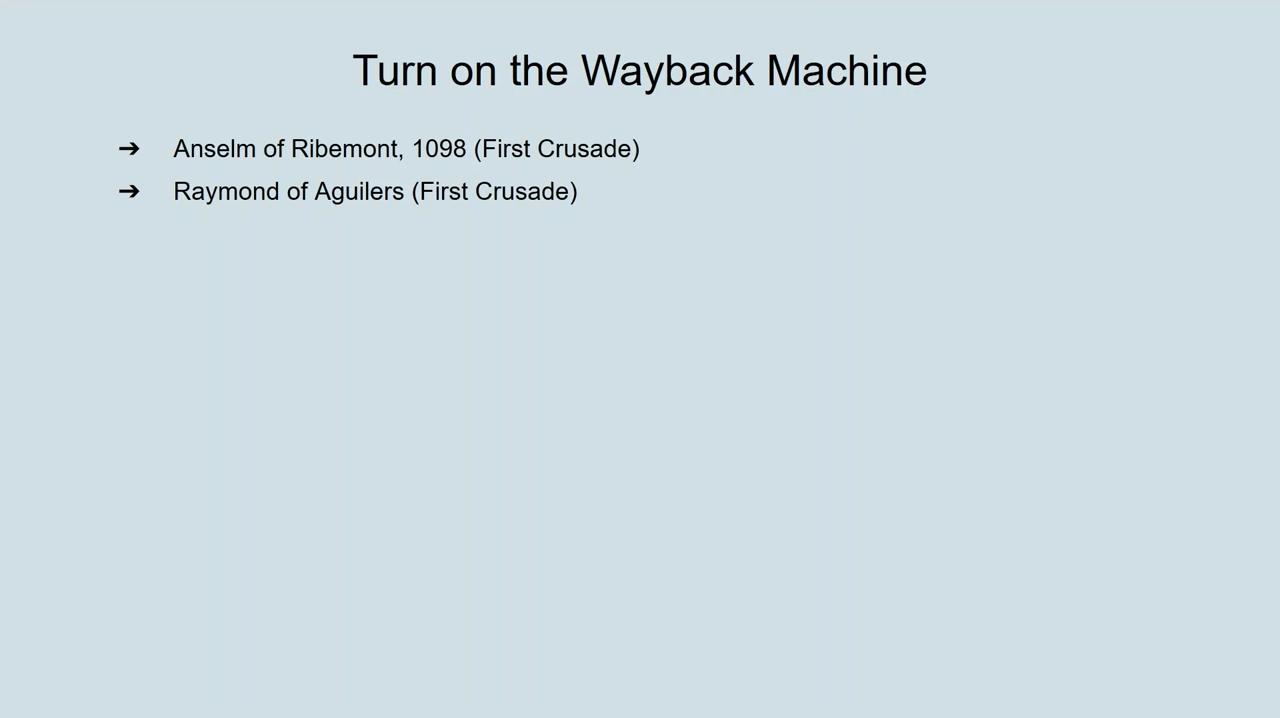 Turn on the Wayback Machine
➔ Anselm of Ribemont, 1098 (First Crusade)
➔ Raymond of Aguilers (First Crusade)